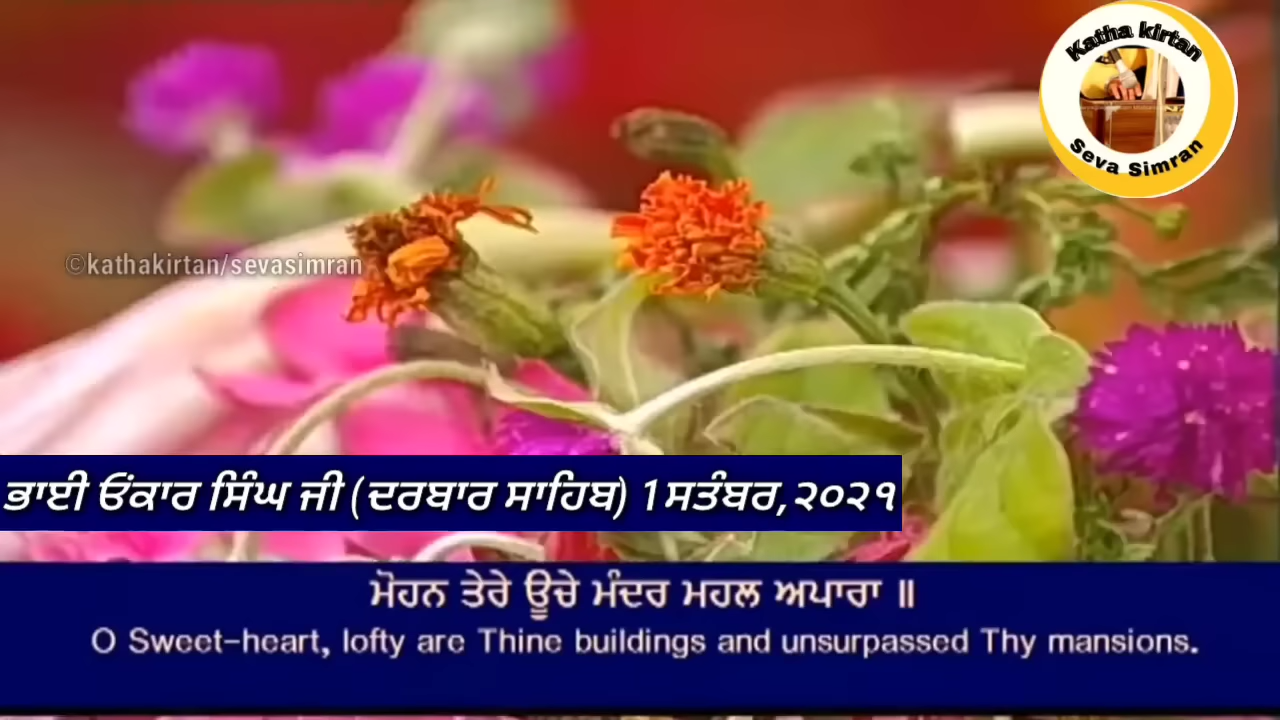 Katha kirtan
Seva Simran
©kathakirtan/sevasimran
ਭਾਈ ਓਂਕਾਰ ਸਿੰਘ ਜੀ (ਦਰਬਾਰ ਸਾਹਿਬ) 1 ਸਤੰਬਰ,੨੦੨੧
ਮੋਹਨ ਤੇਰੇ ਊਚੇ ਮੰਦਰ ਮਹਲ ਅਪਾਰਾ ॥
O Sweet-heart, lofty are Thine buildings and unsurpassed Thy mansions.